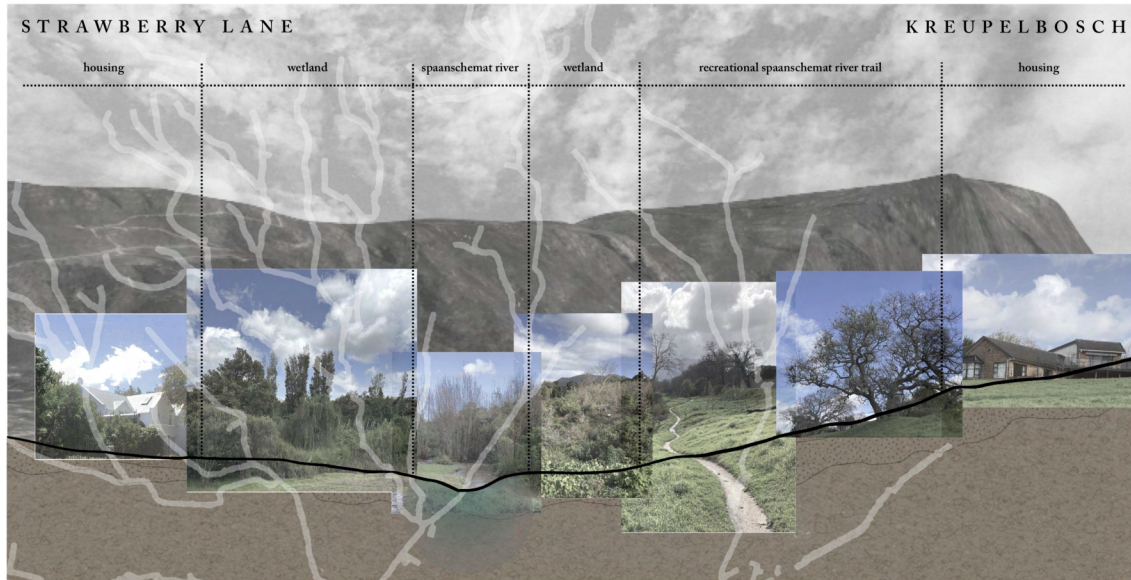 STRAWBERRY LANE
KREUPELBOSCH
housing
wetland
spaanschemat river
wetland
recreational spaanschemat river trail
housing